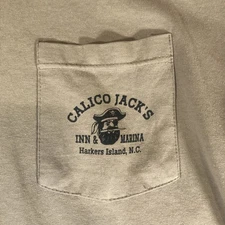 CALICO JACK'S
INN & MARINA
Harkers Island, N.C.